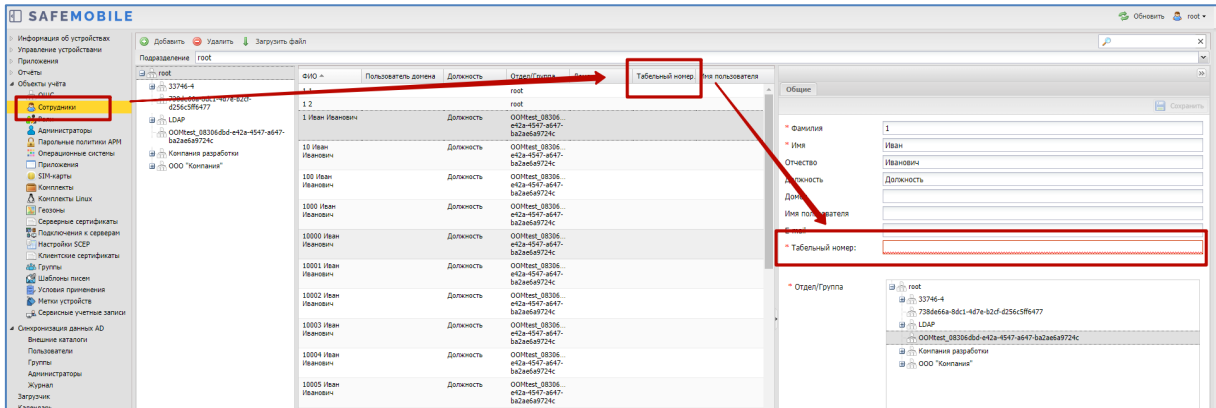 SAFEMOBILE
Обновить root
Информация об устройствах
Управление устройствами
Приложения
Отчёты
Объекты учёта
Сотрудники
Администраторы
Парольные политики АРМ
Операционные системы
Приложения
SIM-карты
Комплекты
Комплекты Linux
Геозоны
Серверные сертификаты
Подключения к серверам
Настройки SCEP
Клиентские сертификаты
Группы
Шаблоны писем
Условия применения
Метки устройств
Сервисные учетные записи
Синхронизация данных AD
Внешние каталоги
Пользователи
Группы
Администраторы
Журнал
Загрузчик
Календарь
Добавить Удалить Загрузить файл
Подразделение root
root
33746-4
738de66a-8dc1-4d7e-b2cf-
d256c5ff6477
LDAP
OOMtest_08306dbd-e42a-4547-a647-
ba2ae6a9724c
Компания разработки
ООО "Компания"
ФИО Пользователь домена Должность Отдел/Группа Табельный номер Имя пользователя
1 1 root
1 2 root
1 Иван Иванович Должность OOMtest_08306...
e42a-4547-a647-
ba2ae6a9724c
10 Иван Должность OOMtest_08306...
Иванович e42a-4547-a647-
ba2ae6a9724c
100 Иван Должность OOMtest_08306...
Иванович e42a-4547-a647-
ba2ae6a9724c
1000 Иван Должность OOMtest_08306...
Иванович e42a-4547-a647-
ba2ae6a9724c
10000 Иван Должность OOMtest_08306...
Иванович e42a-4547-a647-
ba2ae6a9724c
10001 Иван Должность OOMtest_08306...
Иванович e42a-4547-a647-
ba2ae6a9724c
10002 Иван Должность OOMtest_08306...
Иванович e42a-4547-a647-
ba2ae6a9724c
10003 Иван Должность OOMtest_08306...
Иванович e42a-4547-a647-
ba2ae6a9724c
10004 Иван Должность OOMtest_08306...
Иванович e42a-4547-a647-
ba2ae6a9724c
10005 Иван Должность OOMtest_08306...
Иванович e42a-4547-a647-
ba2ae6a9724c
Общие
Сохранить
* Фамилия 1
* Имя Иван
Отчество Иванович
Должность Должность
Домен
Имя пользователя
E-mail
* Табельный номер:
* Отдел/Группа
root
33746-4
738de66a-8dc1-4d7e-b2cf-d256c5ff6477
LDAP
OOMtest_08306dbd-e42a-4547-a647-ba2ae6a9724c
Компания разработки
ООО "Компания"